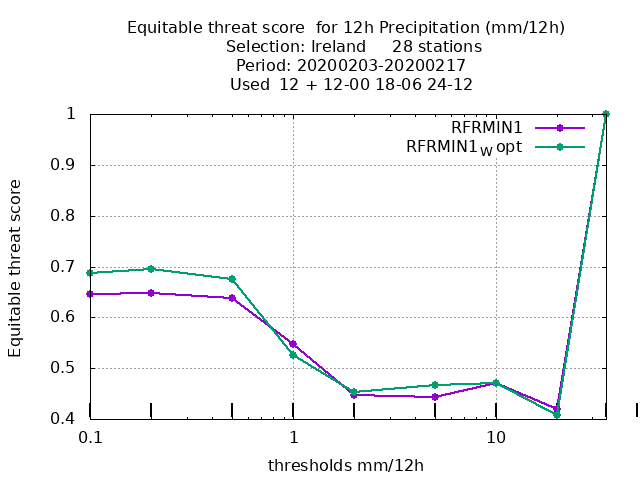 Equitable threat score  for 12h Precipitation (mm/12h)
Selection: Ireland     28 stations
Period: 20200203-20200217
Used  12 + 12-00 18-06 24-12
RFRMIN1
RFRMIN1W opt
1
0.9
0.8
0.7
0.6
0.5
0.4
Equitable threat score
0.1 1 10
thresholds mm/12h